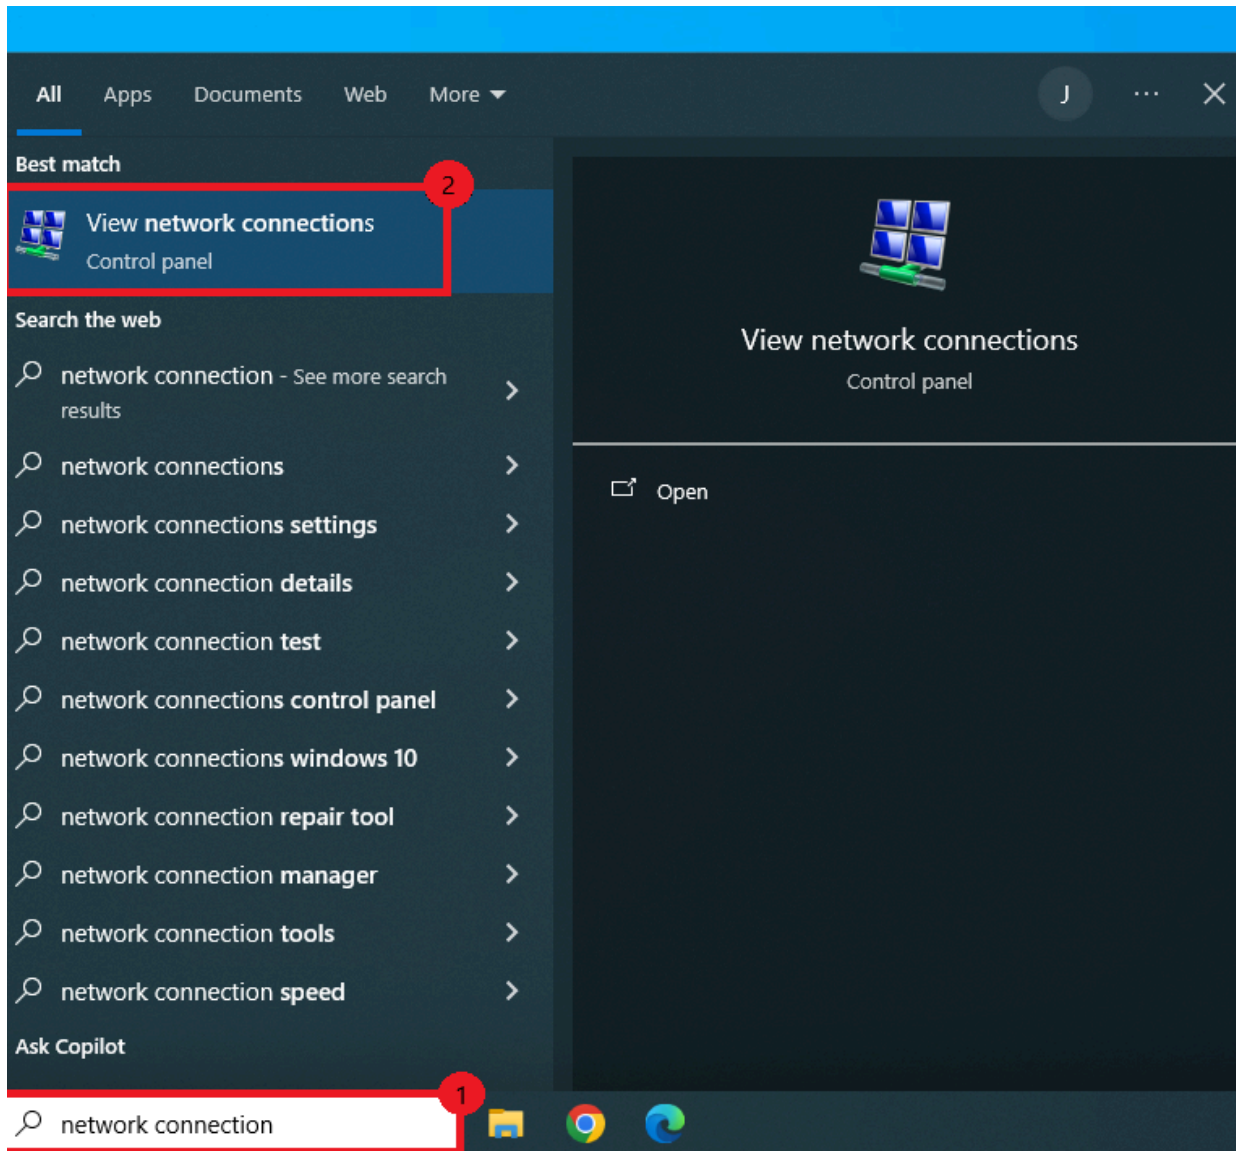 All Apps Documents Web More J ... 
Best match
2
View network connections
Control panel
Search the web
network connection - See more search
results
network connections
network connections settings
network connection details
network connection test
network connections control panel
network connections windows 10
network connection repair tool
network connection manager
network connection tools
network connection speed
Ask Copilot
1
network connection
View network connections
Control panel
Open